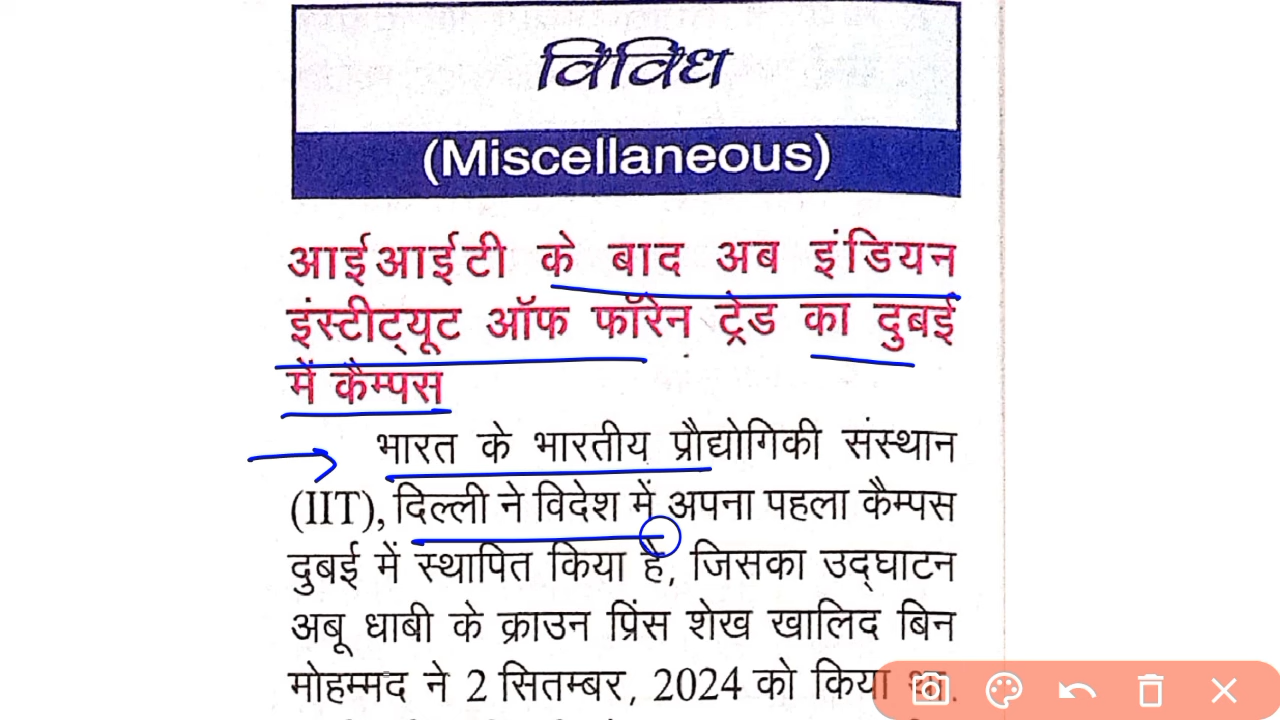 विविध
(Miscellaneous)
आईआईटी के बाद अब इंडियन
इंस्टीट्यूट ऑफ फॉरेन ट्रेड का दुबई
में कैम्पस
भारत के भारतीय प्रौद्योगिकी संस्थान
(IIT), दिल्ली ने विदेश में अपना पहला कैम्पस
दुबई में स्थापित किया है, जिसका उद्घाटन
अबू धाबी के क्राउन प्रिंस शेख खालिद बिन
मोहम्मद ने 2 सितम्बर, 2024 को किया था.